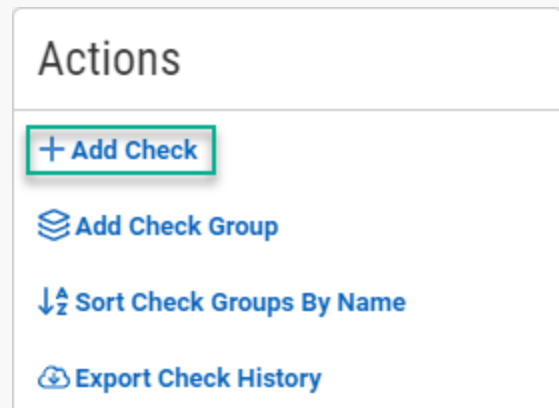 Actions
Add Check
Add Check Group
Sort Check Groups By Name
Export Check History